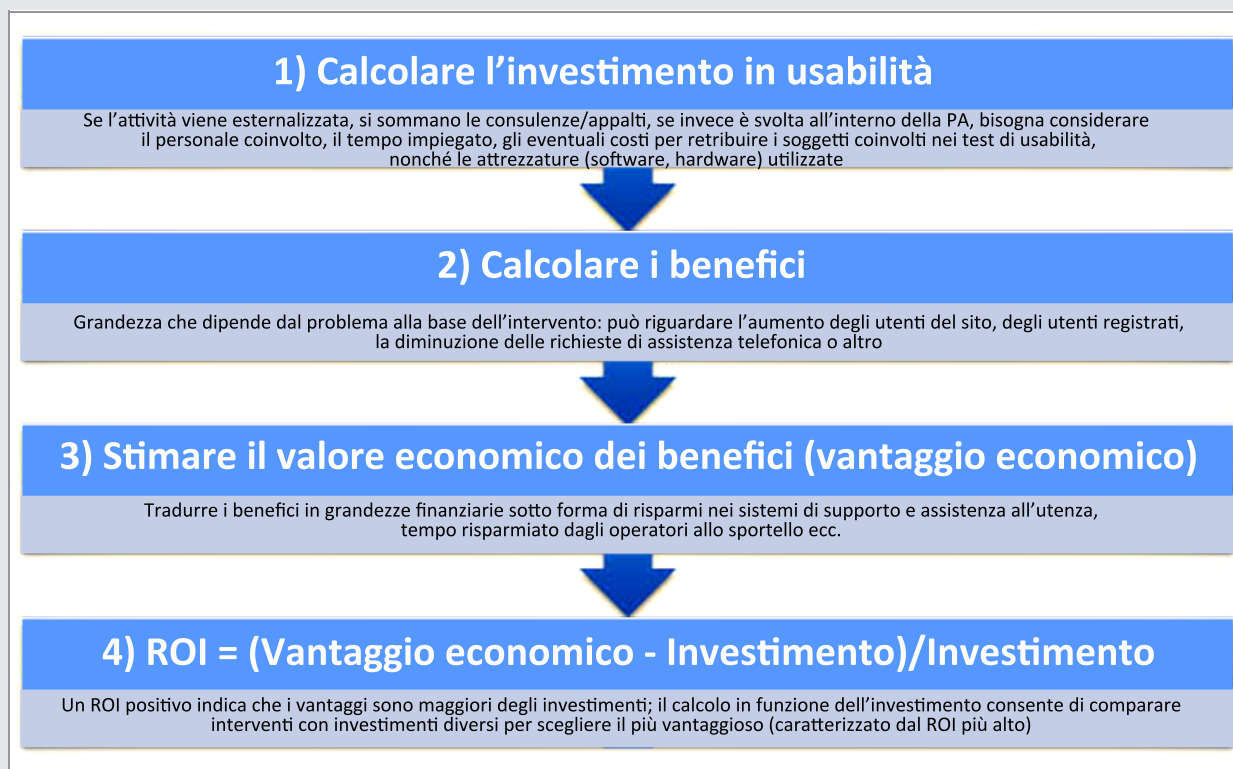 1) Calcolare l’investimento in usabilità
Se l’attività viene esternalizzata, si sommano le consulenze/appalti, se invece è svolta all’interno della PA, bisogna considerare
il personale coinvolto, il tempo impiegato, gli eventuali costi per retribuire i soggetti coinvolti nei test di usabilità,
nonché le attrezzature (software, hardware) utilizzate
2) Calcolare i benefici
Grandezza che dipende dal problema alla base dell’intervento: può riguardare l’aumento degli utenti del sito, degli utenti registrati,
la diminuzione delle richieste di assistenza telefonica o altro
3) Stimare il valore economico dei benefici (vantaggio economico)
Tradurre i benefici in grandezze finanziarie sotto forma di risparmi nei sistemi di supporto e assistenza all’utenza,
tempo risparmiato dagli operatori allo sportello ecc.
4) ROI = (Vantaggio economico - Investimento)/Investimento
Un ROI positivo indica che i vantaggi sono maggiori degli investimenti; il calcolo in funzione dell’investimento consente di comparare
interventi con investimenti diversi per scegliere il più vantaggioso (caratterizzato dal ROI più alto)